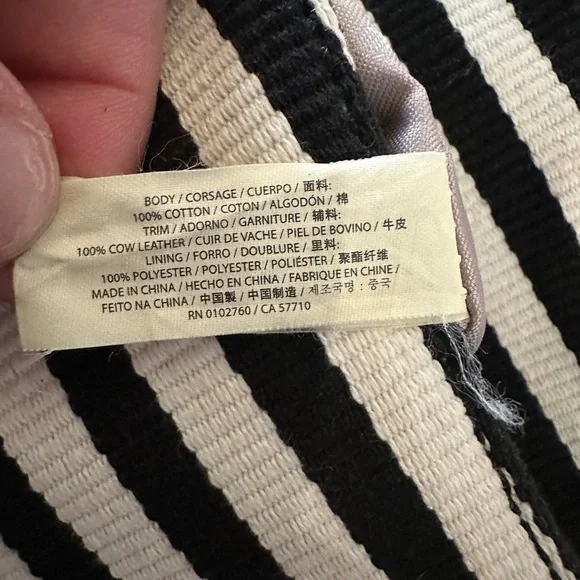 BODY / CORSAGE / CUERPO / 面料:
100% COTTON / COTON / ALGODÓN / 棉
TRIM / ADORNO / GARNITURE / 辅料:
100% COW LEATHER / CUIR DE VACHE / PIEL DE BOVINO / 牛皮
LINING / FORRO / DOUBLURE / 里料:
100% POLYESTER / POLYESTER / POLIÉSTER / 聚酯纤维
MADE IN CHINA / HECHO EN CHINA / FABRIQUE EN CHINE /
FEITO NA CHINA / 中國製 / 中国制造 / 제조국명 : 중국
RN 0102760 / CA 57710